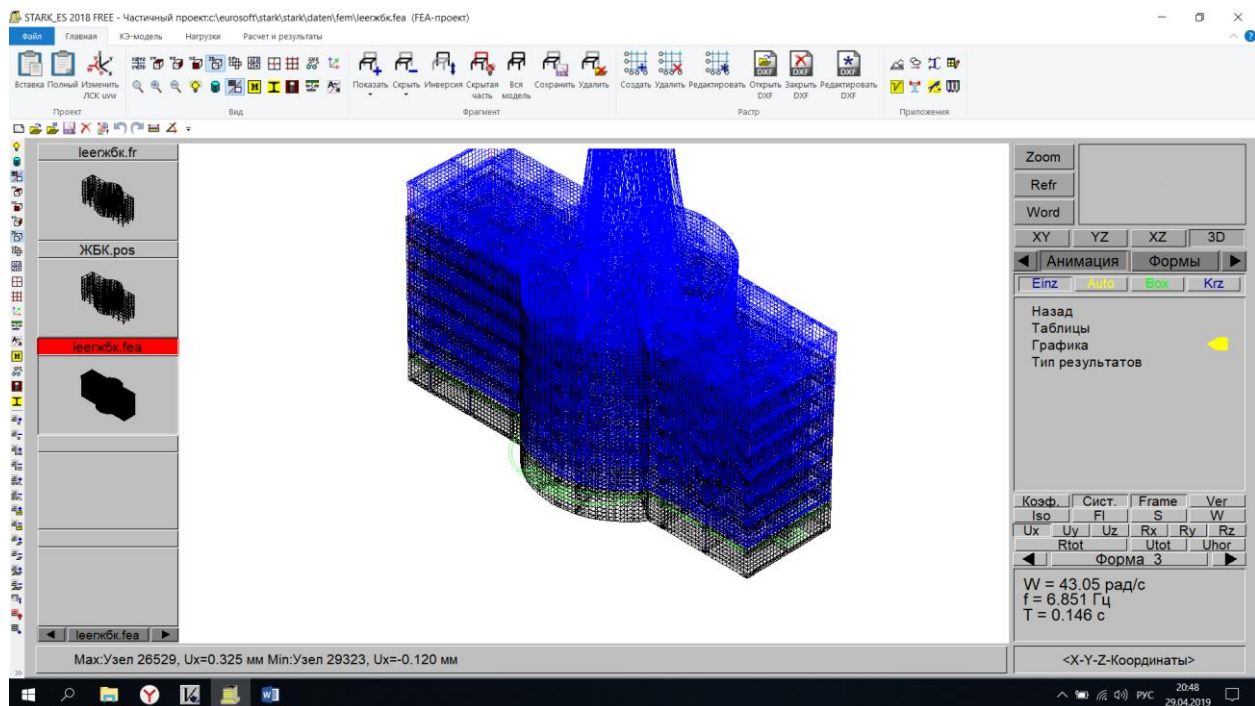 STARK_ES 2018 FREE - Частичный проект:c:\eurosoft\stark\stark\daten\fem\leerжбк.fea (FEA-проект)
Файл Главная КЭ-модель Нагрузки Расчет и результаты
Вставка Полный Изменить ЛСК uvw
Показать Скрыть Инверсия Скрытая часть Вся модель Сохранить Удалить
Создать Удалить Редактировать Открыть DXF Закрыть DXF Редактировать DXF
Проект Вид Фрагмент Растр Приложения
leerжбк.fr
ЖБК.pos
leerжбк.fea
leerжбк.fea
Zoom
Refr
Word
XY YZ XZ 3D
Анимация Формы
Einz Auto Box Krz
Назад
Таблицы
Графика
Тип результатов
Коэф. Сист. Frame Ver
Iso Fl S W
Ux Uy Uz Rx Ry Rz
Rtot Utot Uhor
Форма 3
W = 43.05 рад/с
f = 6.851 Гц
T = 0.146 с
Max:Узел 26529, Ux=0.325 мм Min:Узел 29323, Ux=-0.120 мм
<X-Y-Z-Координаты>
РУС
20:48
29.04.2019